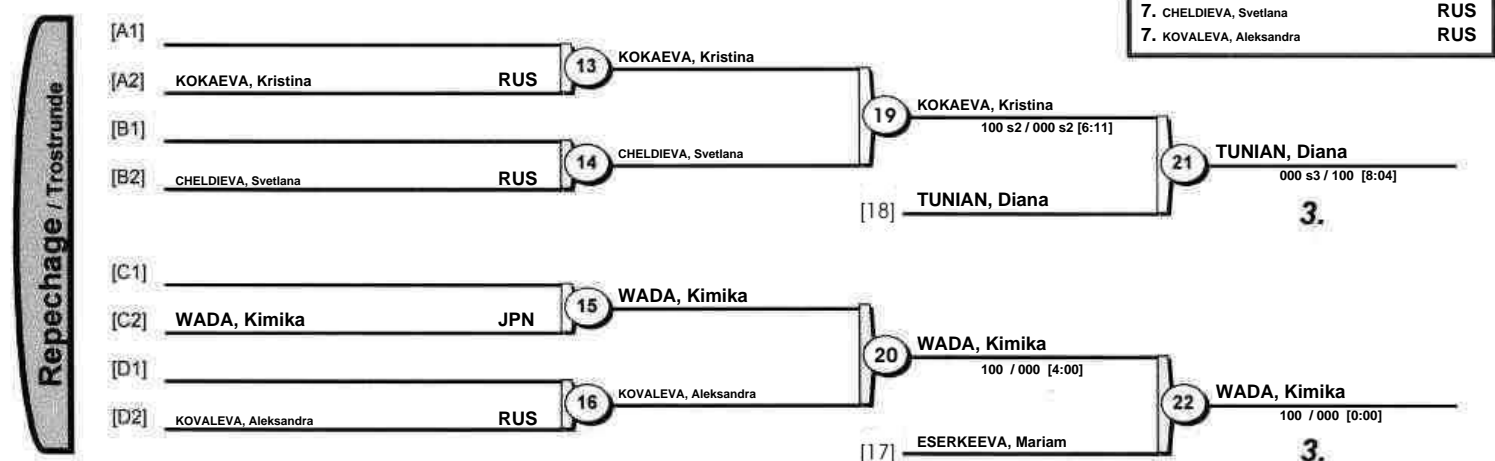 7. CHELDIEVA, Svetlana RUS
7. KOVALEVA, Aleksandra RUS
Repechage / Trostrunde
[A1]
[A2] KOKAEVA, Kristina RUS
13
KOKAEVA, Kristina
[B1]
[B2] CHELDIEVA, Svetlana RUS
14
CHELDIEVA, Svetlana
19
KOKAEVA, Kristina
100 s2 / 000 s2 [6:11]
[18] TUNIAN, Diana
21
TUNIAN, Diana
000 s3 / 100 [8:04]
3.
[C1]
[C2] WADA, Kimika JPN
15
WADA, Kimika
[D1]
[D2] KOVALEVA, Aleksandra RUS
16
KOVALEVA, Aleksandra
20
WADA, Kimika
100 / 000 [4:00]
[17] ESERKEEVA, Mariam
22
WADA, Kimika
100 / 000 [0:00]
3.